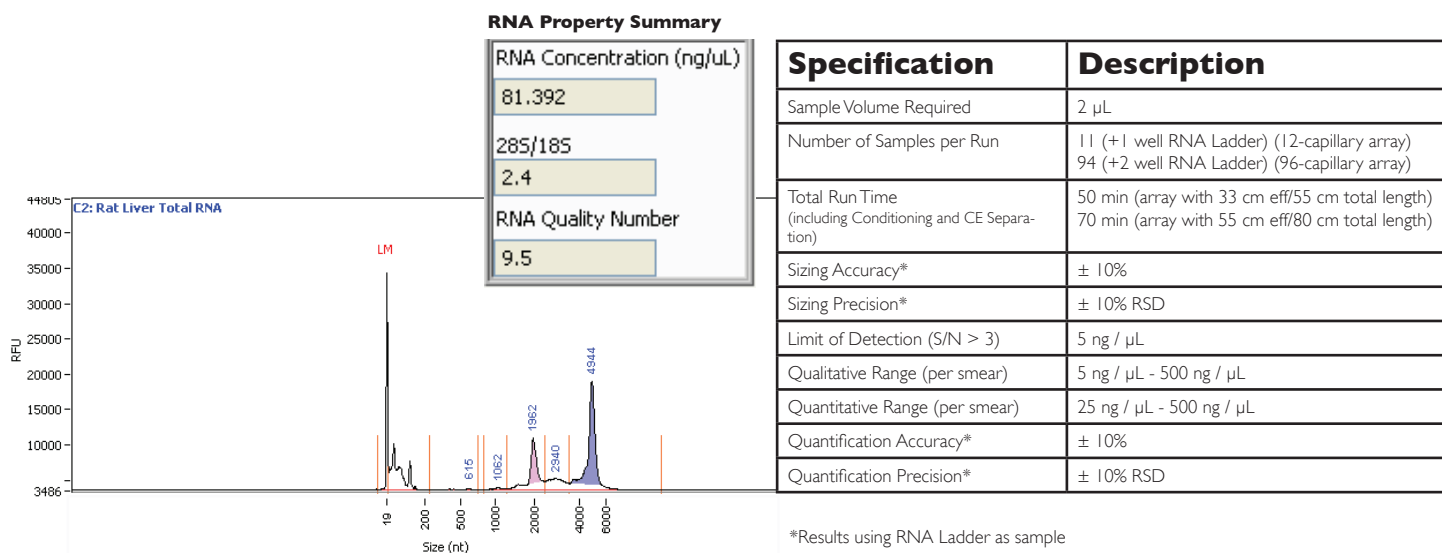 RNA Property Summary
RNA Concentration (ng/uL)
81.392
28S/18S
2.4
RNA Quality Number
9.5
C2: Rat Liver Total RNA
LM
44805
40000
35000
30000
25000
20000
15000
10000
3486
RFU
615
1062
1962
2940
4944
19
200
500
1000
2000
4000
6000
Size (nt)
Specification Description
Sample Volume Required 2 µL
Number of Samples per Run 11 (+1 well RNA Ladder) (12-capillary array)
94 (+2 well RNA Ladder) (96-capillary array)
Total Run Time 50 min (array with 33 cm eff/55 cm total length)
(including Conditioning and CE Separa- 70 min (array with 55 cm eff/80 cm total length)
tion)
Sizing Accuracy* ± 10%
Sizing Precision* ± 10% RSD
Limit of Detection (S/N > 3) 5 ng / µL
Qualitative Range (per smear) 5 ng / µL - 500 ng / µL
Quantitative Range (per smear) 25 ng / µL - 500 ng / µL
Quantification Accuracy* ± 10%
Quantification Precision* ± 10% RSD
*Results using RNA Ladder as sample